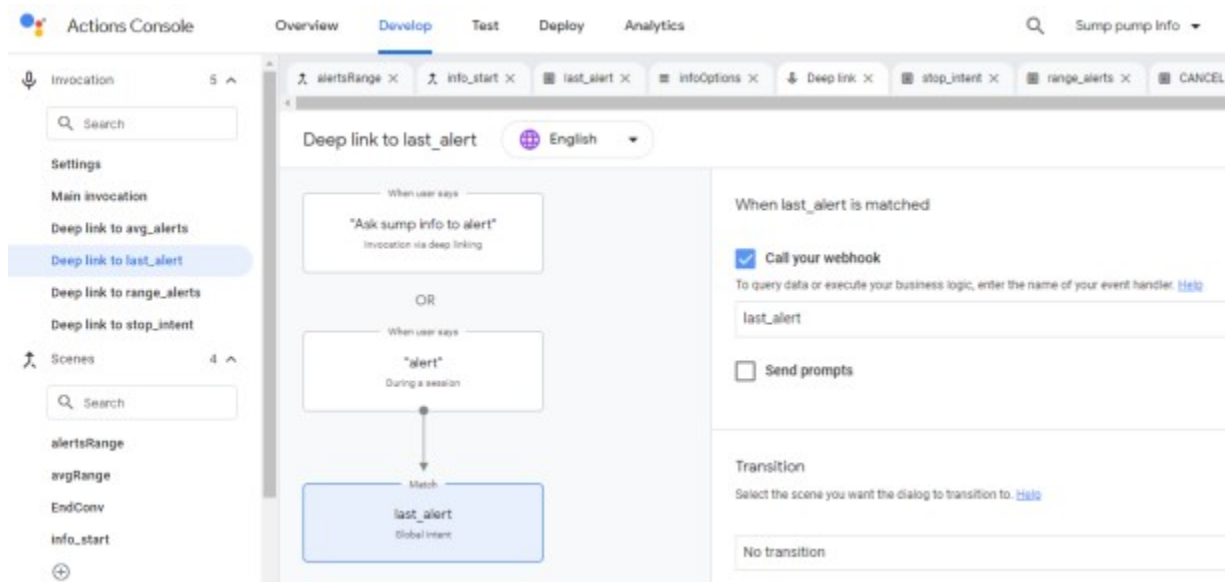 Actions Console
Overview Develop Test Deploy Analytics
Sump pump Info
Invocation 5
Search
Settings
Main invocation
Deep link to avg_alerts
Deep link to last_alert
Deep link to range_alerts
Deep link to stop_intent
Scenes 4
Search
alertsRange
avgRange
EndConv
info_start
alertsRange × info_start × last_alert × infoOptions × Deep link × stop_intent × range_alerts × CANCEL
Deep link to last_alert English
When user says
"Ask sump info to alert"
Invocation via deep linking
OR
When user says
"alert"
During a session
Match
last_alert
Global intent
When last_alert is matched
Call your webhook
To query data or execute your business logic, enter the name of your event handler. Help
last_alert
Send prompts
Transition
Select the scene you want the dialog to transition to. Help
No transition